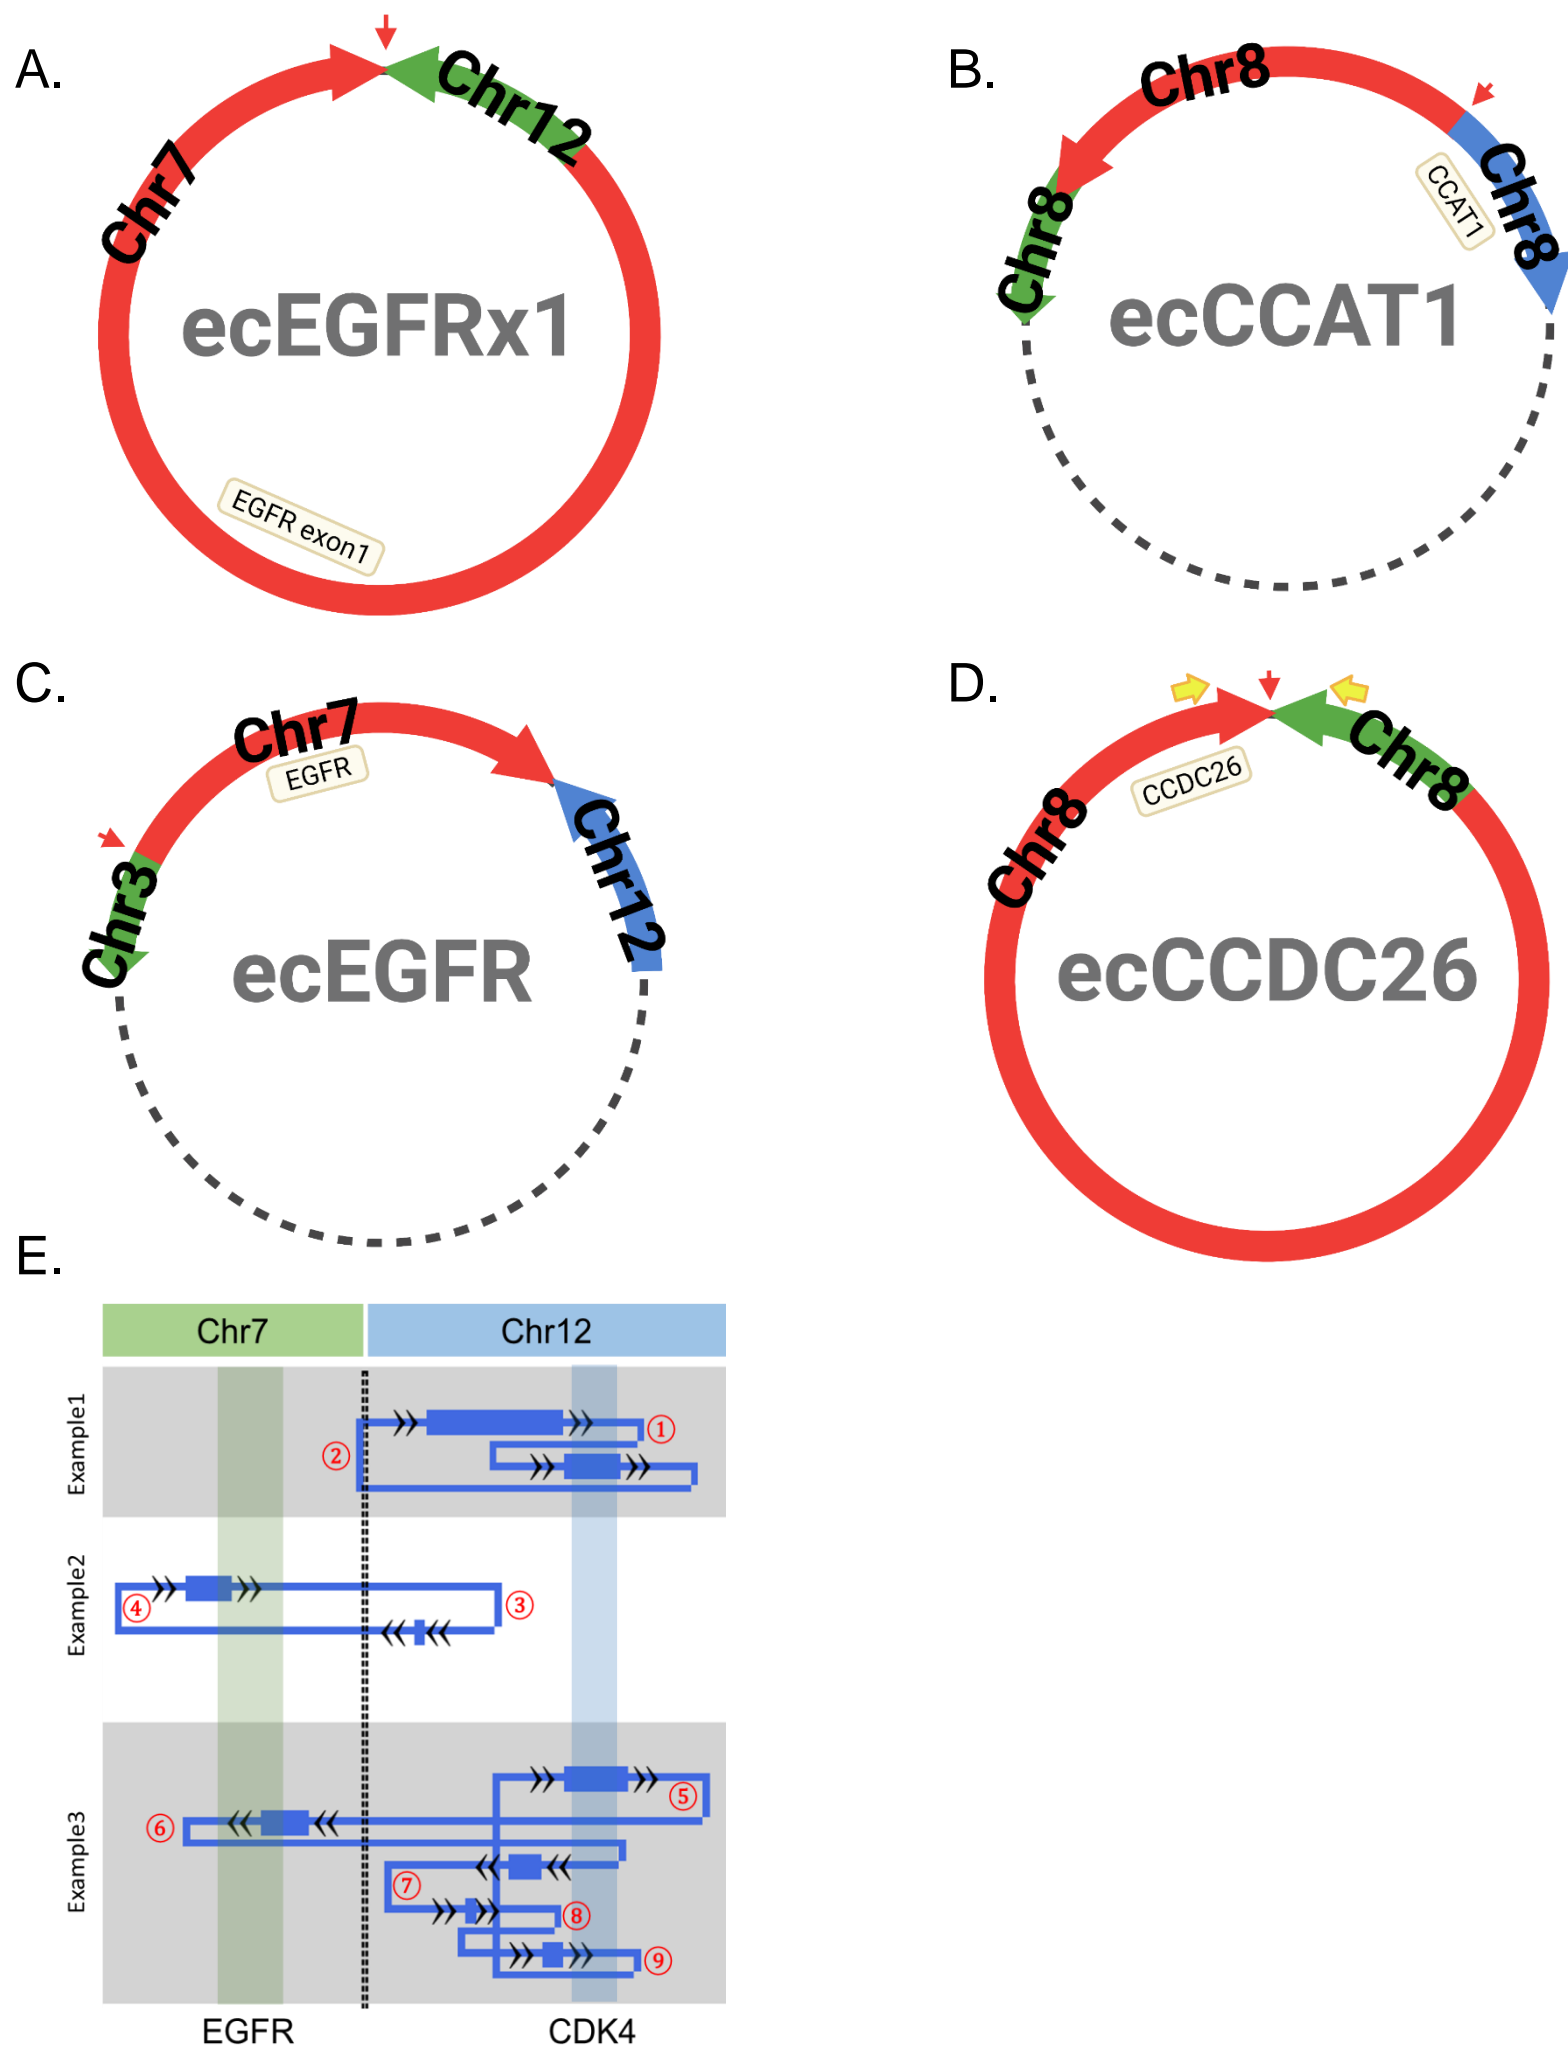 A.
Chr7
Chr12
ecEGFRx1
EGFR exon1
B.
Chr8
Chr8
Chr8
CCAT1
ecCCAT1
C.
Chr7
EGFR
Chr3
Chr12
ecEGFR
D.
CCDC26
Chr8
Chr8
ecCCDC26
E.
Chr7
Chr12
Example1
①
②
Example2
③
④
Example3
⑤
⑥
⑦
⑧
⑨
EGFR
CDK4